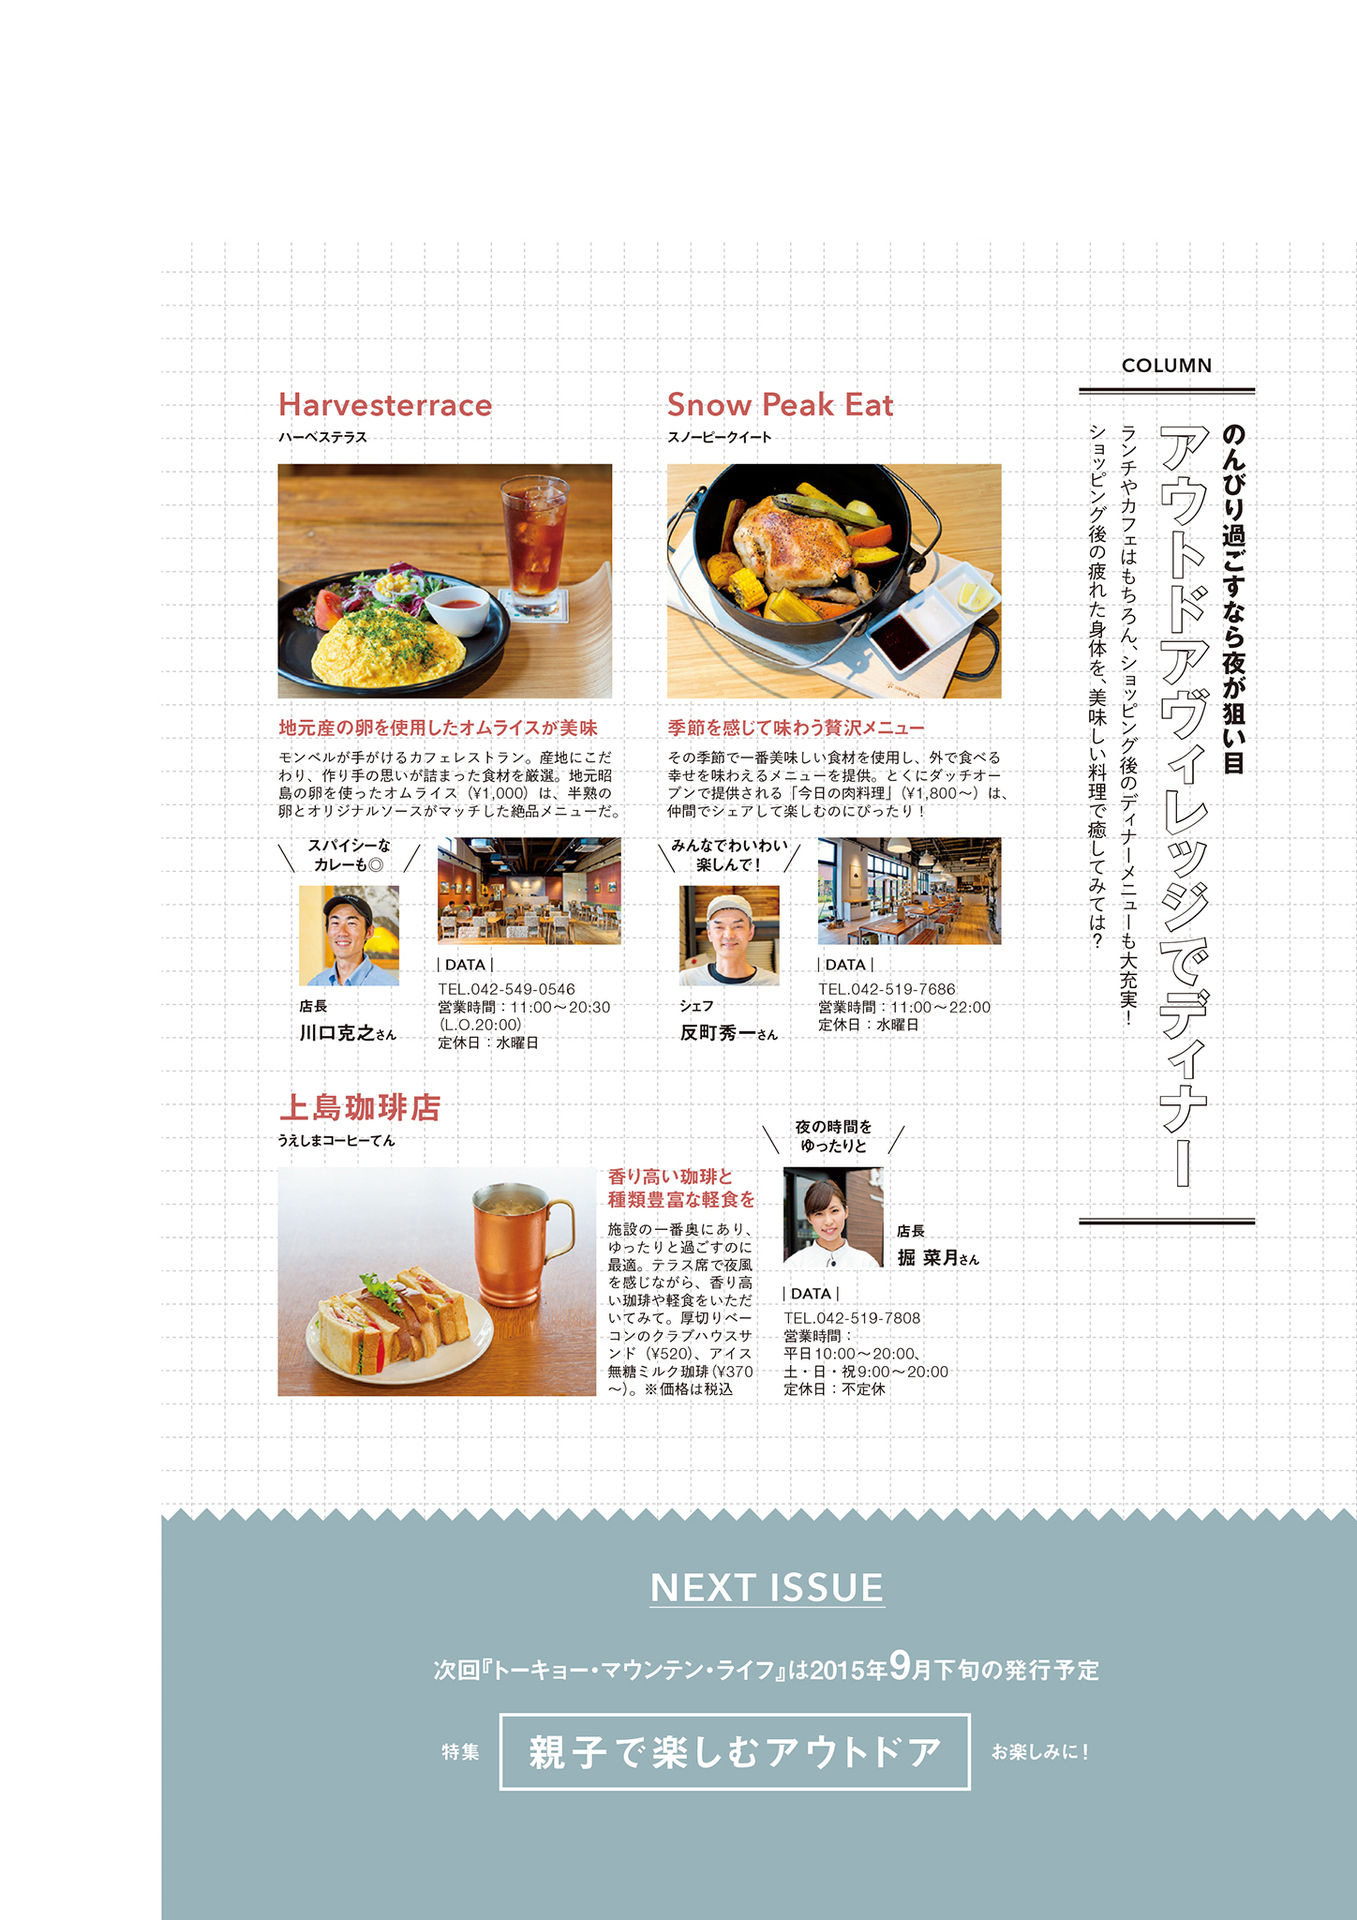 COLUMN
のんびり過ごすなら夜が狙い目
アウトドアヴィレッジでディナー
ランチやカフェはもちろん、ショッピング後のディナーメニューも大充実！
ショッピング後の疲れた身体を、美味しい料理で癒してみては？
Harvesterrace
ハーベステラス
地元産の卵を使用したオムライスが美味
モンベルが手がけるカフェレストラン。産地にこだ
わり、作り手の思いが詰まった食材を厳選。地元昭
島の卵を使ったオムライス（¥1,000）は、半熟の
卵とオリジナルソースがマッチした絶品メニューだ。
スパイシーな
カレーも◎
店長
川口克之さん
DATA
TEL.042-549-0546
営業時間：11:00〜20:30
（L.O.20:00）
定休日：水曜日
Snow Peak Eat
スノーピークイート
季節を感じて味わう贅沢メニュー
その季節で一番美味しい食材を使用し、外で食べる
幸せを味わえるメニューを提供。とくにダッチオー
ブンで提供される「今日の肉料理」（¥1,800〜）は、
仲間でシェアして楽しむのにぴったり！
みんなでわいわい
楽しんで！
シェフ
反町秀一さん
DATA
TEL.042-519-7686
営業時間：11:00〜22:00
定休日：水曜日
上島珈琲店
うえしまコーヒーてん
香り高い珈琲と
種類豊富な軽食を
施設の一番奥にあり、
ゆったりと過ごすのに
最適。テラス席で夜風
を感じながら、香り高
い珈琲や軽食をいただ
いてみて。厚切りベー
コンのクラブハウスサ
ンド（¥520）、アイス
無糖ミルク珈琲（¥370
〜）。※価格は税込
夜の時間を
ゆったりと
店長
掘 菜月さん
DATA
TEL.042-519-7808
営業時間：
平日10:00〜20:00、
土・日・祝9:00〜20:00
定休日：不定休
NEXT ISSUE
次回『トーキョー・マウンテン・ライフ』は2015年9月下旬の発行予定
特集 親子で楽しむアウトドア お楽しみに！